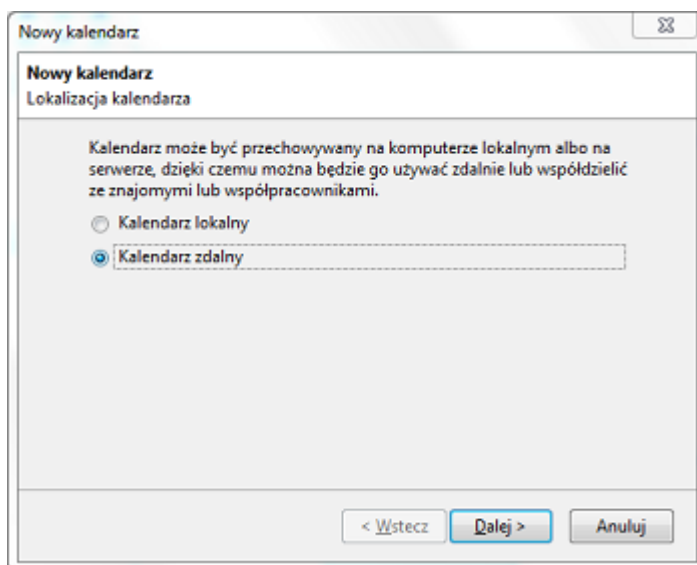 Nowy kalendarz
Nowy kalendarz
Lokalizacja kalendarza
Kalendarz może być przechowywany na komputerze lokalnym albo na
serwerze, dzięki czemu można będzie go używać zdalnie lub współdzielić
ze znajomymi lub współpracownikami.
Kalendarz lokalny
Kalendarz zdalny
< Wstecz Dalej > Anuluj